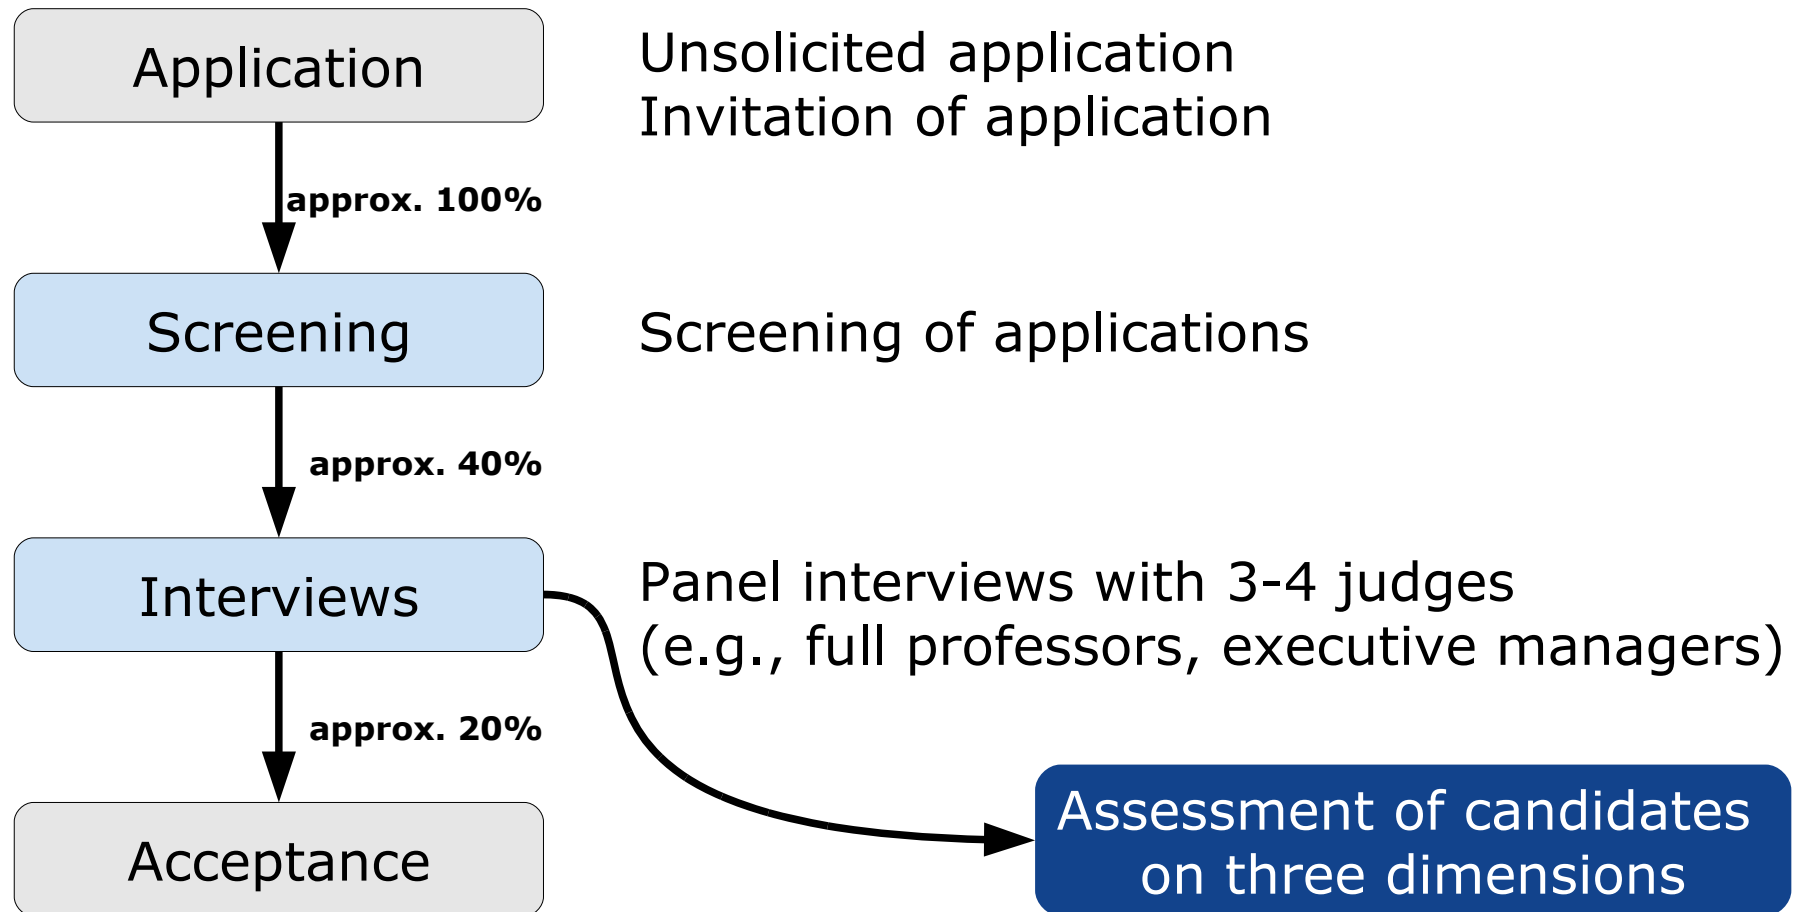 Application
Unsolicited application
Invitation of application
approx. 100%
Screening
Screening of applications
approx. 40%
Interviews
Panel interviews with 3-4 judges
(e.g., full professors, executive managers)
approx. 20%
Acceptance
Assessment of candidates
on three dimensions